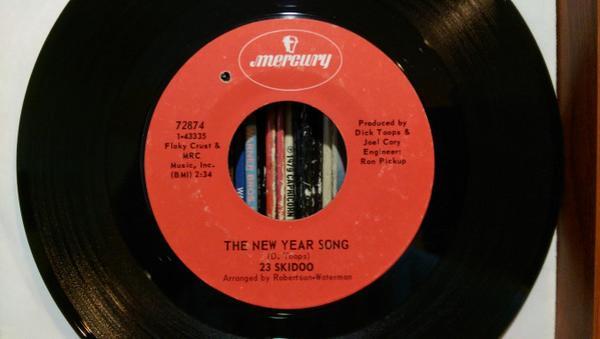 mercury
72874
1-43335
Flaky Crust &
MRC
Music, Inc.
(BMI) 2:34
Produced by
Dick Toops &
Joel Cory
Engineer:
Ron Pickup
℗ 1973 CAPRICORN
THE NEW YEAR SONG
(D. Toops)
23 SKIDOO
Arranged by Robertson-Waterman